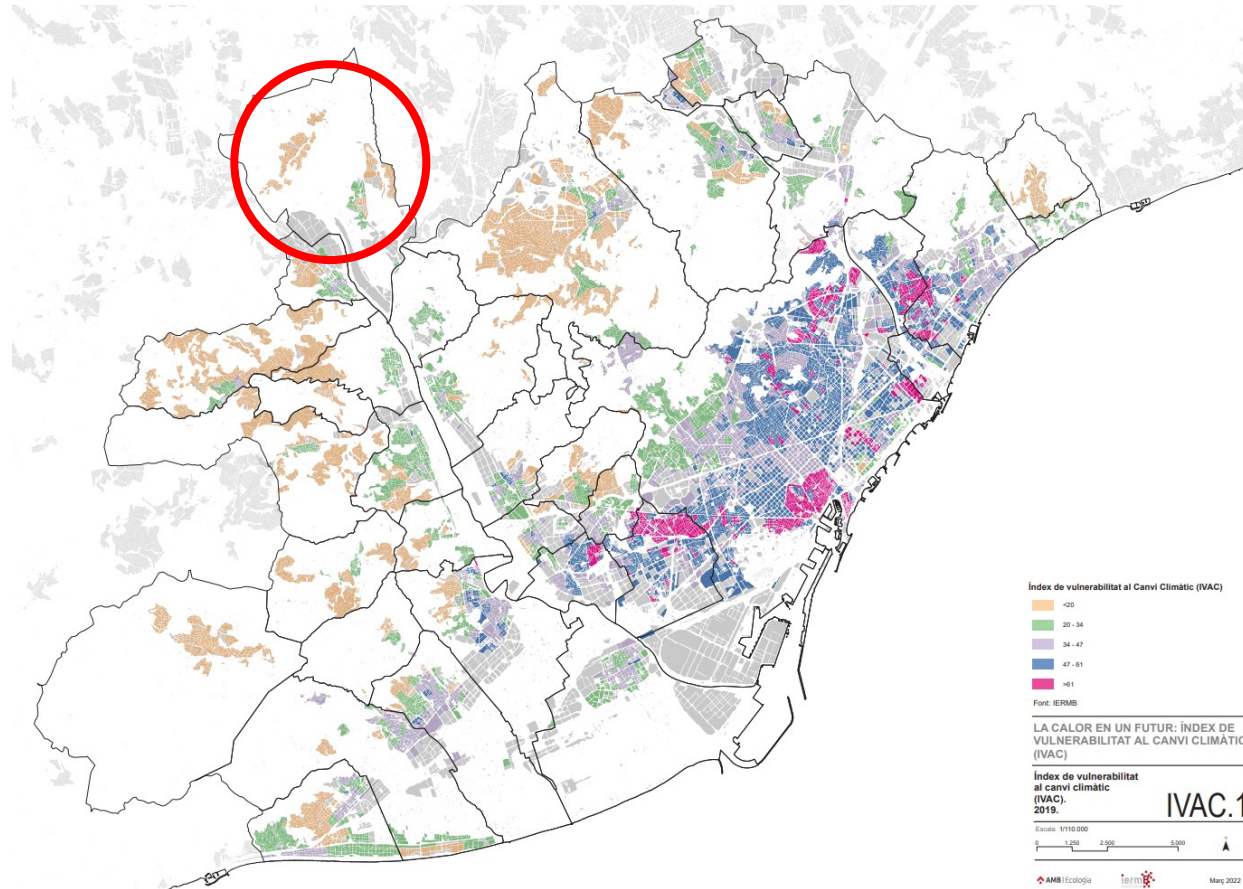 Índex de vulnerabilitat al Canvi Climàtic (IVAC)
<20
20 - 34
34 - 47
47 - 61
>61
Font: IERMB
LA CALOR EN UN FUTUR: ÍNDEX DE
VULNERABILITAT AL CANVI CLIMÀTIC
(IVAC)
Índex de vulnerabilitat
al canvi climàtic
(IVAC).
2019.
IVAC.1
Escala 1/110.000
0 1.250 2.500 5.000
AMB Ecologia
iermB
Març 2022